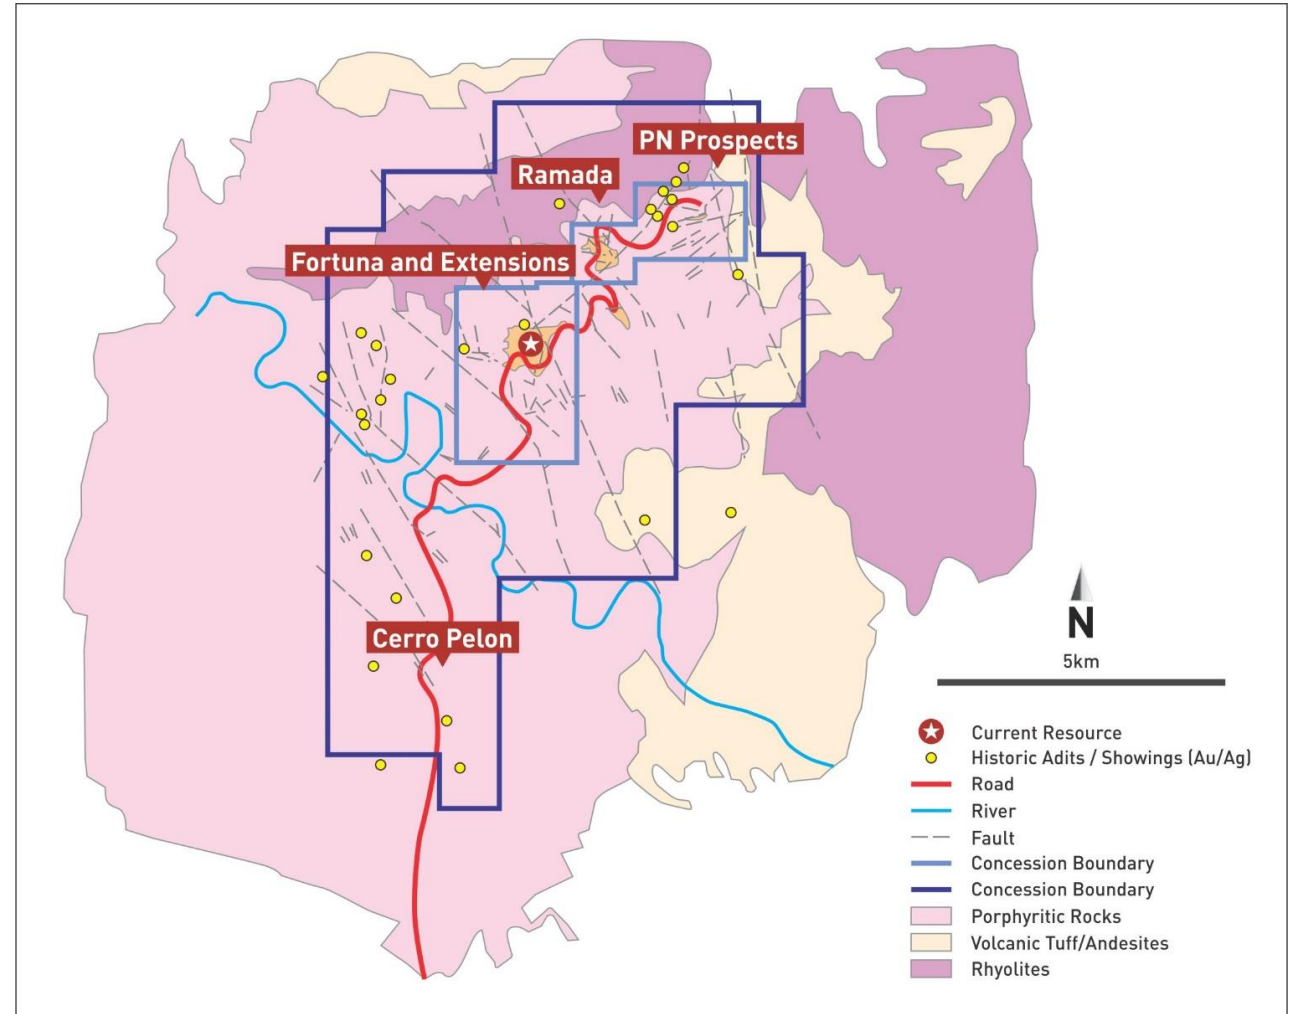 PN Prospects
Ramada
Fortuna and Extensions
Cerro Pelon
N
5km
Current Resource
Historic Adits / Showings (Au/Ag)
Road
River
Fault
Concession Boundary
Concession Boundary
Porphyritic Rocks
Volcanic Tuff/Andesites
Rhyolites